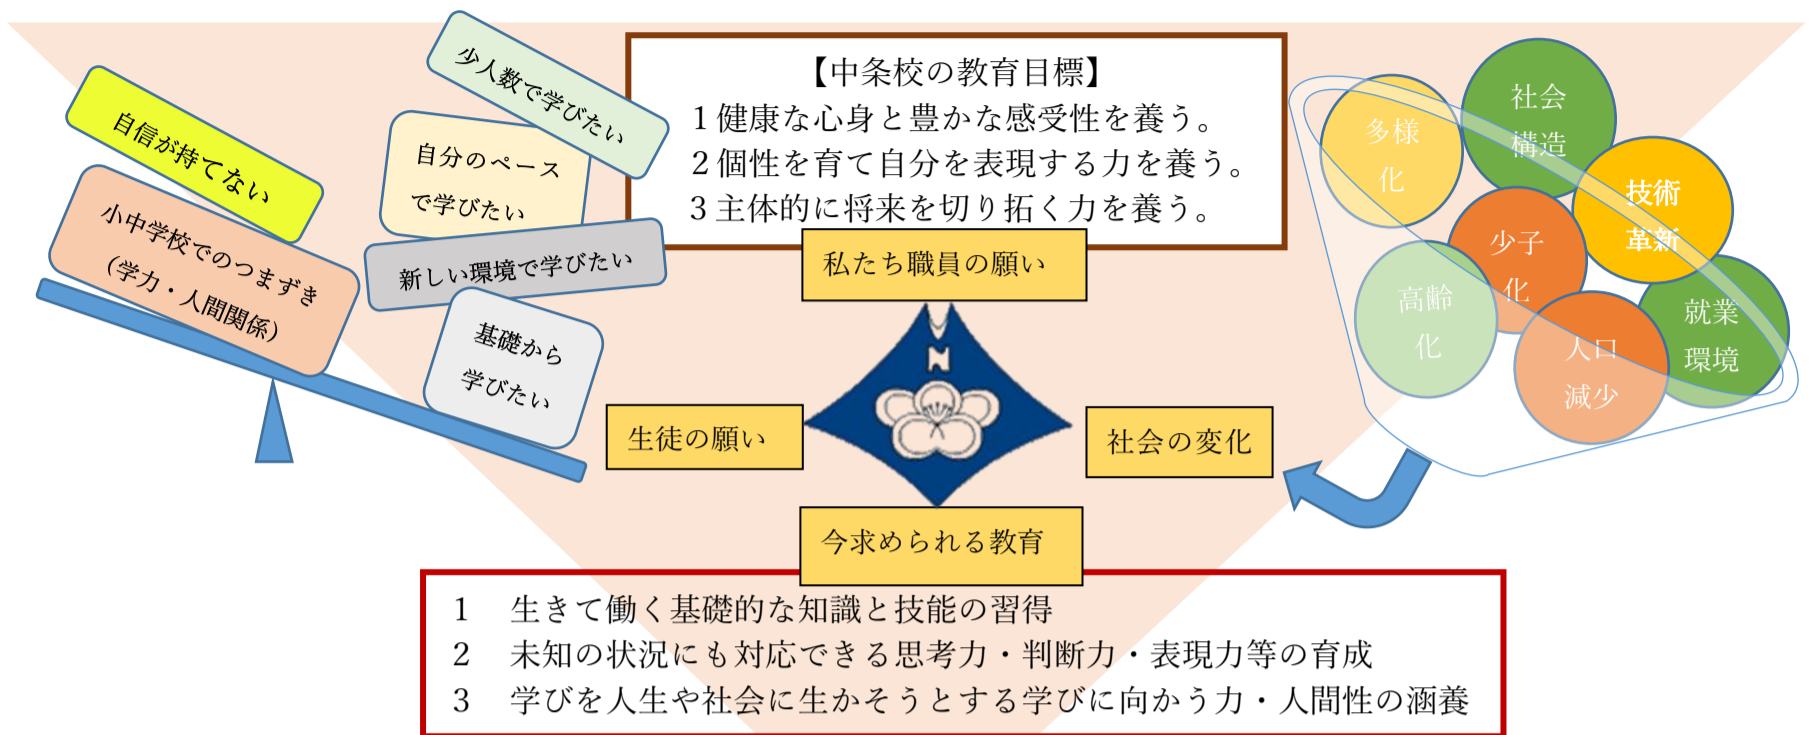 少人数で学びたい
自信が持てない
自分のペース
で学びたい
小中学校でのつまずき
（学力・人間関係）
新しい環境で学びたい
基礎から
学びたい
【中条校の教育目標】
1 健康な心身と豊かな感受性を養う。
2 個性を育て自分を表現する力を養う。
3 主体的に将来を切り拓く力を養う。
私たち職員の願い
社会
構造
多様
化
技術
革新
少子
化
高齢
化
就業
環境
人口
減少
N
生徒の願い
社会の変化
今求められる教育
1 生きて働く基礎的な知識と技能の習得
2 未知の状況にも対応できる思考力・判断力・表現力等の育成
3 学びを人生や社会に生かそうとする学びに向かう力・人間性の涵養